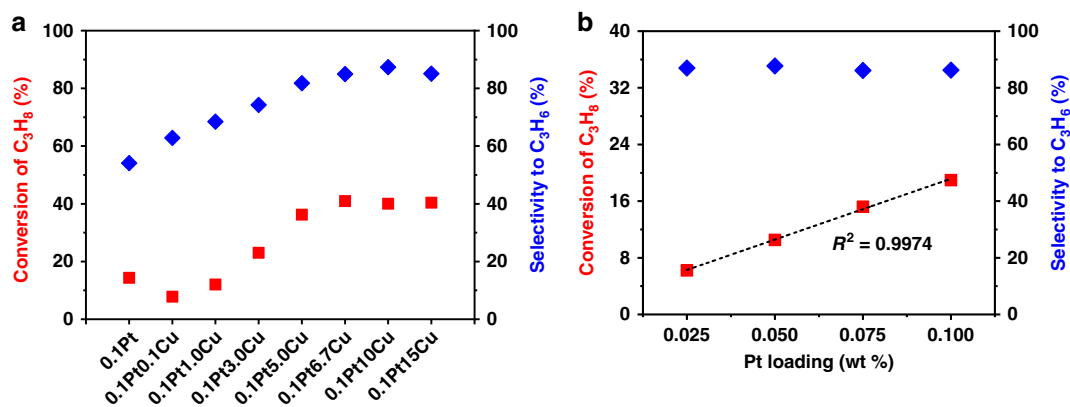 a
Conversion of C₃H₈ (%)
100
80
60
40
20
0
100
80
60
40
20
0
Selectivity to C₃H₆ (%)
0.1Pt
0.1Pt0.1Cu
0.1Pt1.0Cu
0.1Pt3.0Cu
0.1Pt5.0Cu
0.1Pt6.7Cu
0.1Pt10Cu
0.1Pt15Cu
b
Conversion of C₃H₈ (%)
40
32
24
16
8
0
R² = 0.9974
100
80
60
40
20
0
Selectivity to C₃H₆ (%)
0.025 0.050 0.075 0.100
Pt loading (wt %)